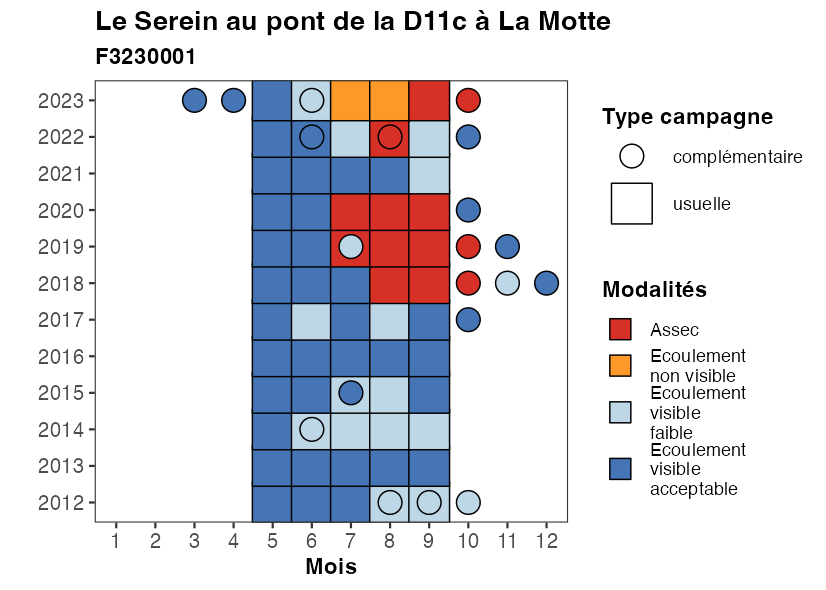 Le Serein au pont de la D11c à La Motte
F3230001
2023
2022
2021
2020
2019
2018
2017
2016
2015
2014
2013
2012
1 2 3 4 5 6 7 8 9 10 11 12
Mois
Type campagne
complémentaire
usuelle
Modalités
Assec
Ecoulement
non visible
Ecoulement
visible
faible
Ecoulement
visible
acceptable